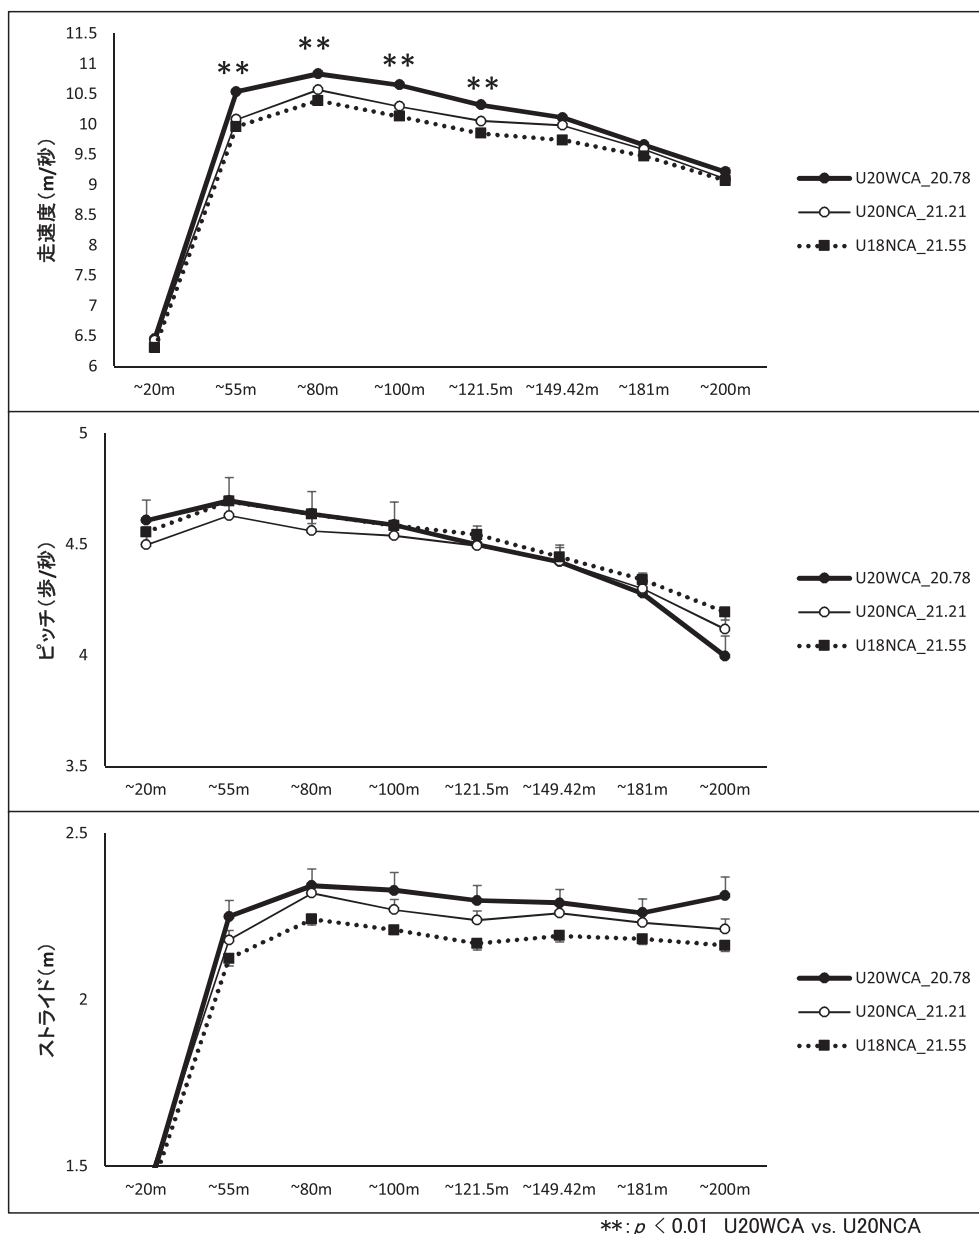 11.5
11
10.5
10
9.5
9
8.5
8
7.5
7
6.5
6
走速度(m/秒)
** ** ** **
U20WCA_20.78
U20NCA_21.21
U18NCA_21.55
~20m ~55m ~80m ~100m ~121.5m ~149.42m ~181m ~200m
5
4.5
4
3.5
ピッチ(歩/秒)
U20WCA_20.78
U20NCA_21.21
U18NCA_21.55
~20m ~55m ~80m ~100m ~121.5m ~149.42m ~181m ~200m
2.5
2
1.5
ストライド(m)
U20WCA_20.78
U20NCA_21.21
U18NCA_21.55
~20m ~55m ~80m ~100m ~121.5m ~149.42m ~181m ~200m
**:p < 0.01 U20WCA vs. U20NCA